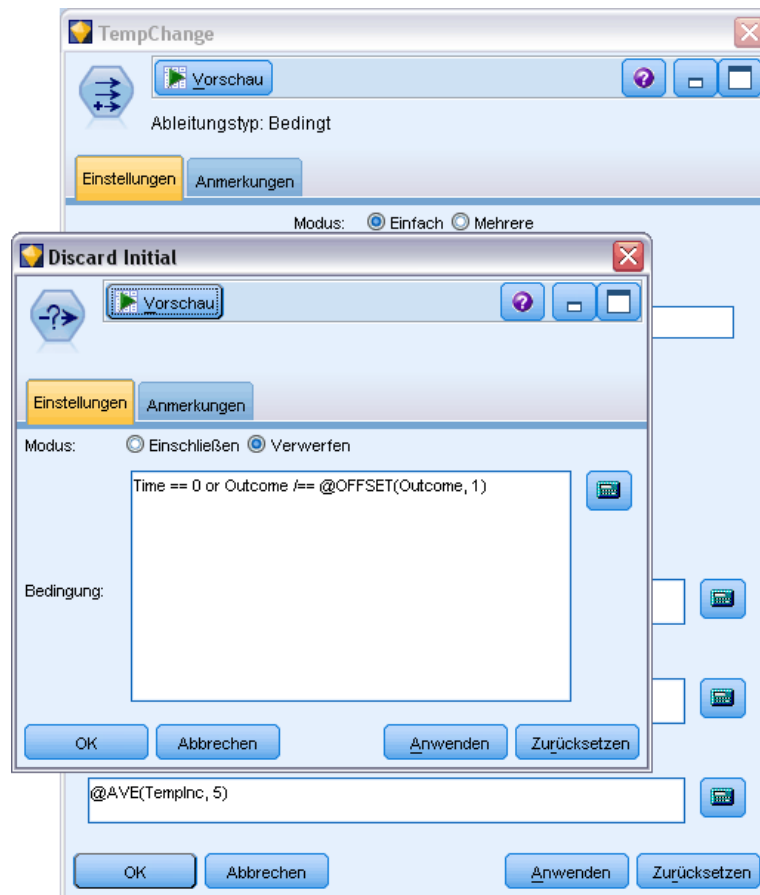 TempChange
Vorschau
Ableitungstyp: Bedingt
Einstellungen Anmerkungen
Modus: Einfach Mehrere
Discard Initial
Vorschau
Einstellungen Anmerkungen
Modus: Einschließen Verwerfen
Time == 0 or Outcome /== @OFFSET(Outcome, 1)
Bedingung:
OK Abbrechen Anwenden Zurücksetzen
@AVE(TempInc, 5)
OK Abbrechen Anwenden Zurücksetzen